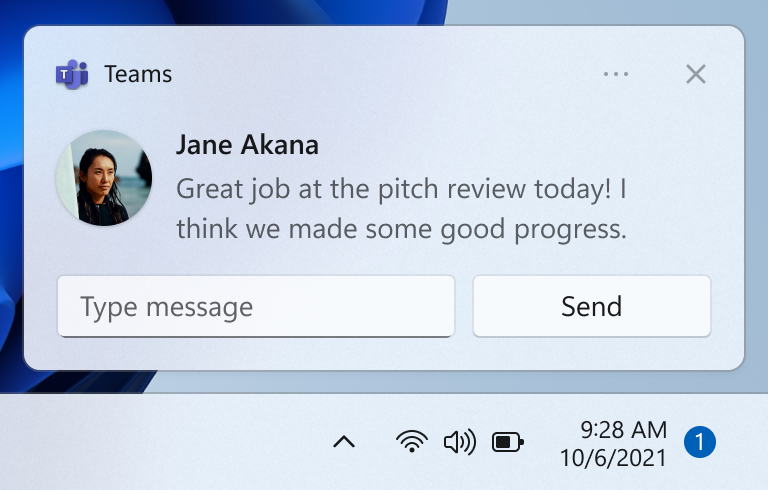 Teams
Jane Akana
Great job at the pitch review today! I
think we made some good progress.
Type message
Send
9:28 AM
10/6/2021
1